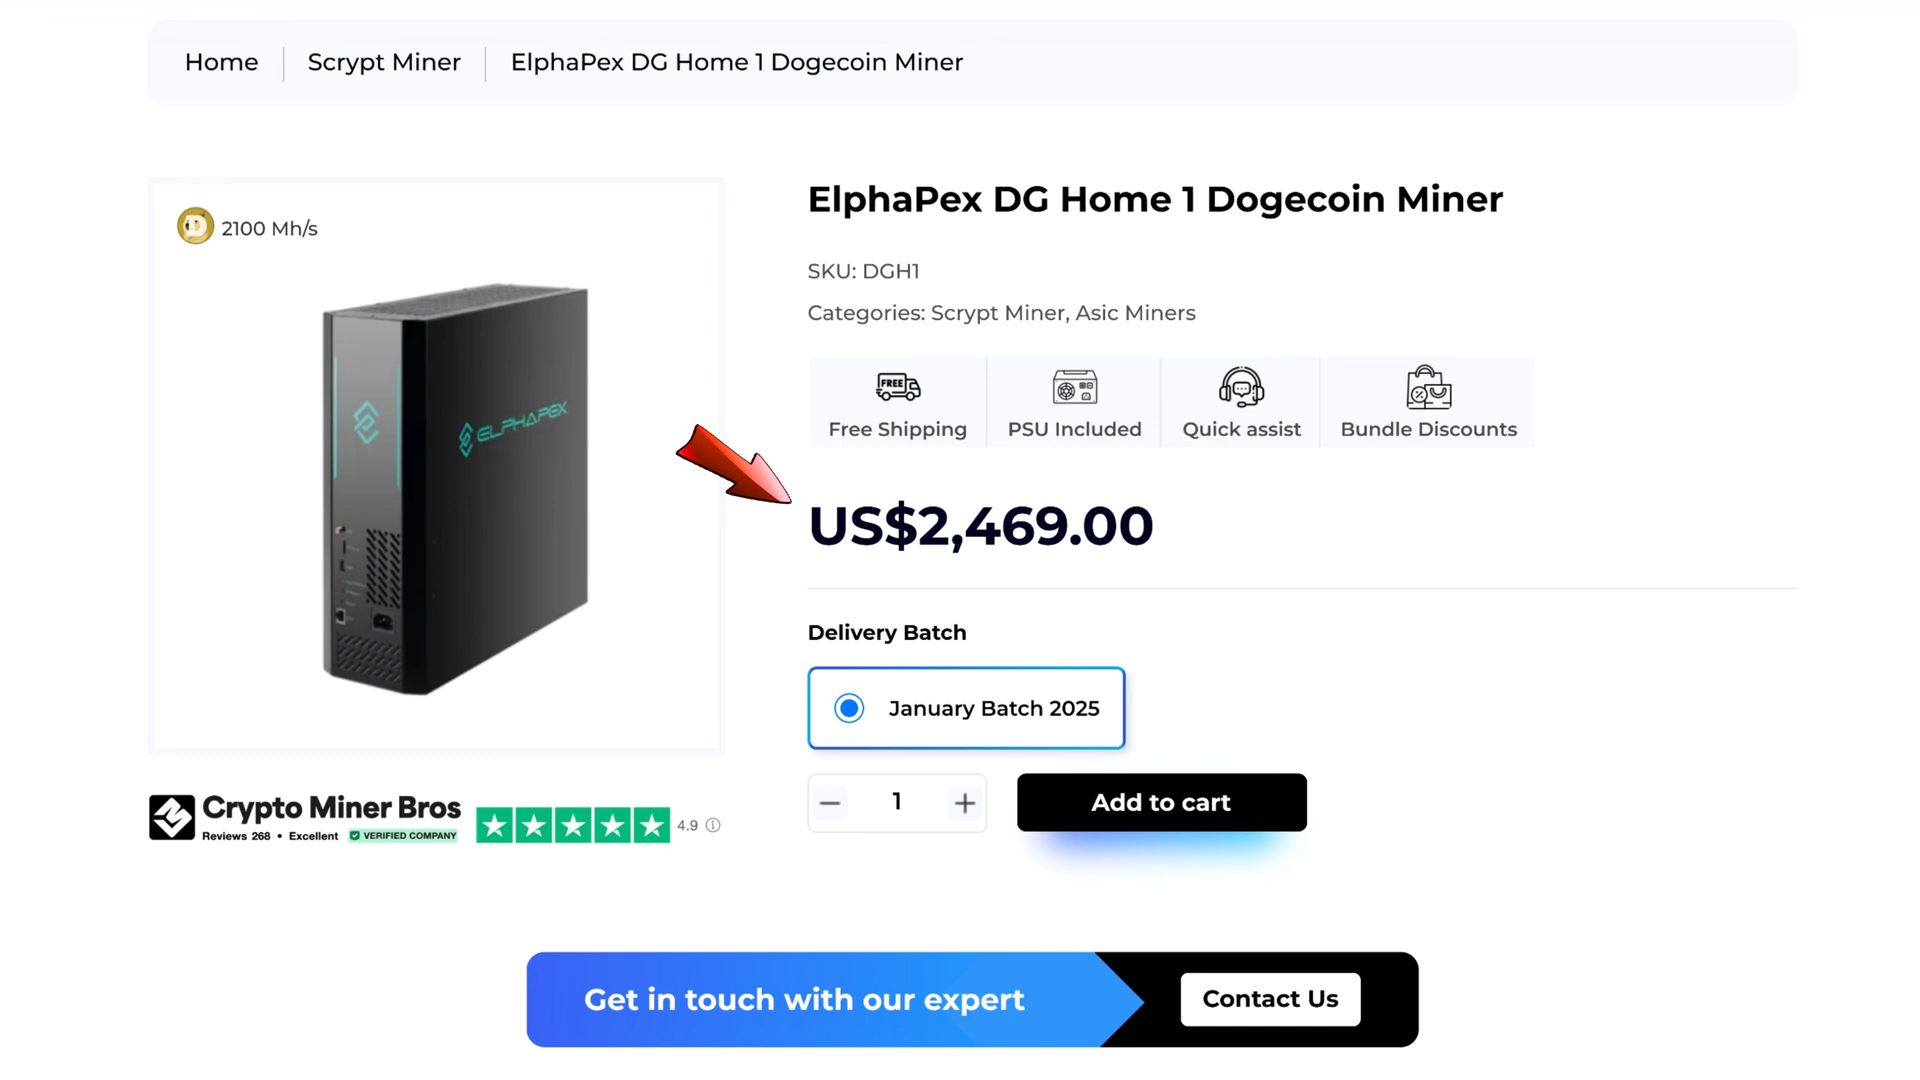 Home
Scrypt Miner
ElphaPex DG Home 1 Dogecoin Miner
2100 Mh/s
ELPHAPEX
ElphaPex DG Home 1 Dogecoin Miner
SKU: DGH1
Categories: Scrypt Miner, Asic Miners
FREE
Free Shipping
PSU Included
Quick assist
Bundle Discounts
US$2,469.00
Delivery Batch
January Batch 2025
1
Add to cart
Crypto Miner Bros
Reviews 268 • Excellent
VERIFIED COMPANY
4.9
Get in touch with our expert
Contact Us